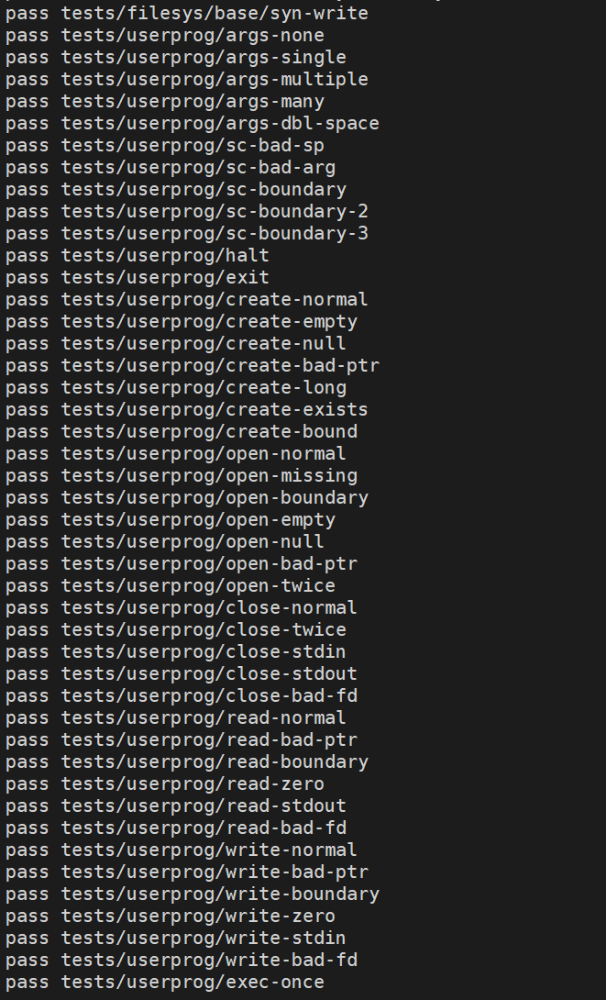 pass tests/filesys/base/syn-write
pass tests/userprog/args-none
pass tests/userprog/args-single
pass tests/userprog/args-multiple
pass tests/userprog/args-many
pass tests/userprog/args-dbl-space
pass tests/userprog/sc-bad-sp
pass tests/userprog/sc-bad-arg
pass tests/userprog/sc-boundary
pass tests/userprog/sc-boundary-2
pass tests/userprog/sc-boundary-3
pass tests/userprog/halt
pass tests/userprog/exit
pass tests/userprog/create-normal
pass tests/userprog/create-empty
pass tests/userprog/create-null
pass tests/userprog/create-bad-ptr
pass tests/userprog/create-long
pass tests/userprog/create-exists
pass tests/userprog/create-bound
pass tests/userprog/open-normal
pass tests/userprog/open-missing
pass tests/userprog/open-boundary
pass tests/userprog/open-empty
pass tests/userprog/open-null
pass tests/userprog/open-bad-ptr
pass tests/userprog/open-twice
pass tests/userprog/close-normal
pass tests/userprog/close-twice
pass tests/userprog/close-stdin
pass tests/userprog/close-stdout
pass tests/userprog/close-bad-fd
pass tests/userprog/read-normal
pass tests/userprog/read-bad-ptr
pass tests/userprog/read-boundary
pass tests/userprog/read-zero
pass tests/userprog/read-stdout
pass tests/userprog/read-bad-fd
pass tests/userprog/write-normal
pass tests/userprog/write-bad-ptr
pass tests/userprog/write-boundary
pass tests/userprog/write-zero
pass tests/userprog/write-stdin
pass tests/userprog/write-bad-fd
pass tests/userprog/exec-once